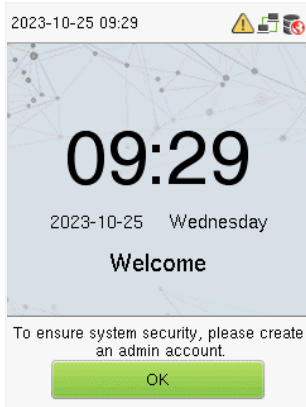 2023-10-25 09:29
09:29
2023-10-25 Wednesday
Welcome
To ensure system security, please create
an admin account.
OK